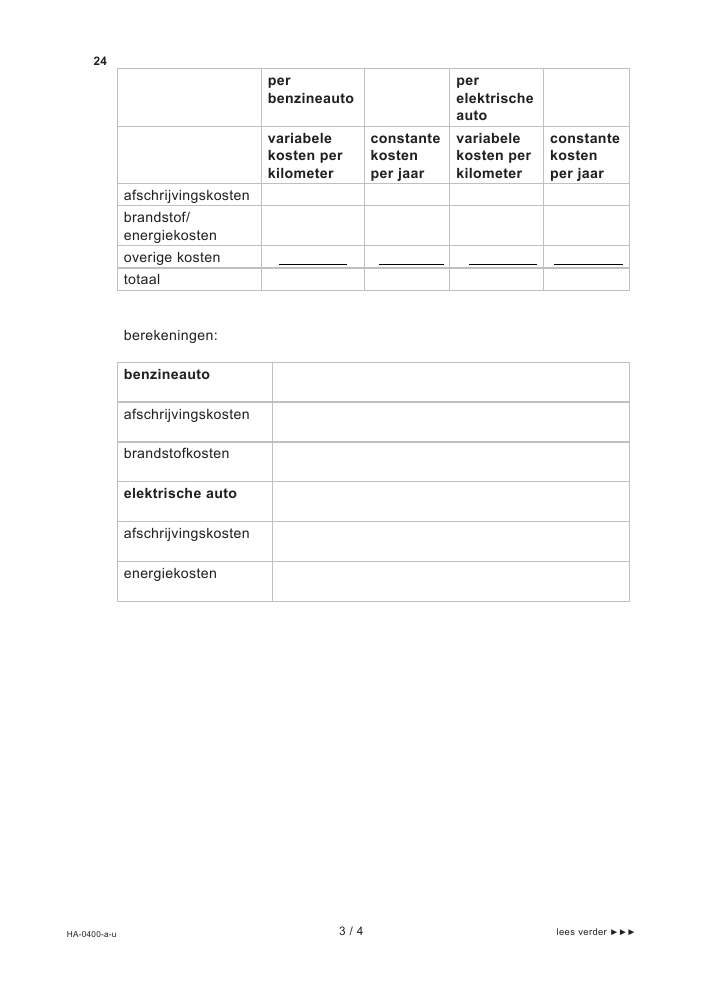 24
per benzineauto per elektrische auto
variabele kosten per kilometer constante kosten per jaar variabele kosten per kilometer constante kosten per jaar
afschrijvingskosten
brandstof/
energiekosten
overige kosten
totaal
berekeningen:
benzineauto
afschrijvingskosten
brandstofkosten
elektrische auto
afschrijvingskosten
energiekosten
HA-0400-a-u 3 / 4 lees verder ►►►